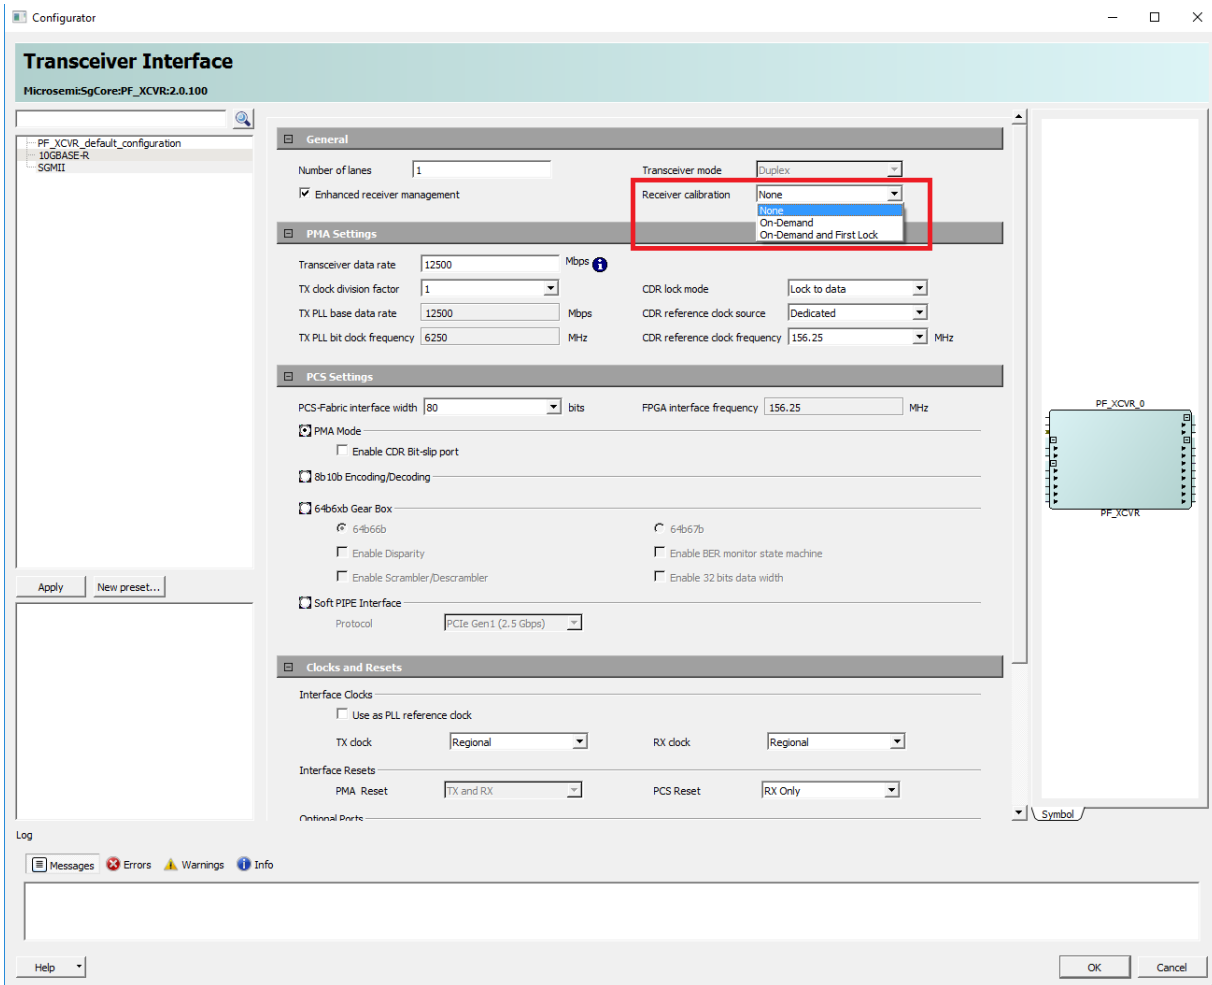 Configurator
Transceiver Interface
Microsemi:SgCore:PF_XCVR:2.0.100
PF_XCVR_default_configuration
10GBASE-R
SGMII
Apply
New preset...
General
Number of lanes 1 Transceiver mode Duplex
Enhanced receiver management Receiver calibration None
None
On-Demand
On-Demand and First Lock
PMA Settings
Transceiver data rate 12500 Mbps
TX clock division factor 1 CDR lock mode Lock to data
TX PLL base data rate 12500 Mbps CDR reference clock source Dedicated
TX PLL bit clock frequency 6250 MHz CDR reference clock frequency 156.25 MHz
PCS Settings
PCS-Fabric interface width 80 bits FPGA interface frequency 156.25 MHz
PMA Mode
Enable CDR Bit-slip port
8b10b Encoding/Decoding
64b6xb Gear Box
64b66b 64b67b
Enable Disparity Enable BER monitor state machine
Enable Scrambler/Descrambler Enable 32 bits data width
Soft PIPE Interface
Protocol PCIe Gen1 (2.5 Gbps)
Clocks and Resets
Interface Clocks
Use as PLL reference clock
TX clock Regional RX clock Regional
Interface Resets
PMA Reset TX and RX PCS Reset RX Only
Optional Ports
PF_XCVR_0
PF_XCVR
Symbol
Log
Messages Errors Warnings Info
Help OK Cancel